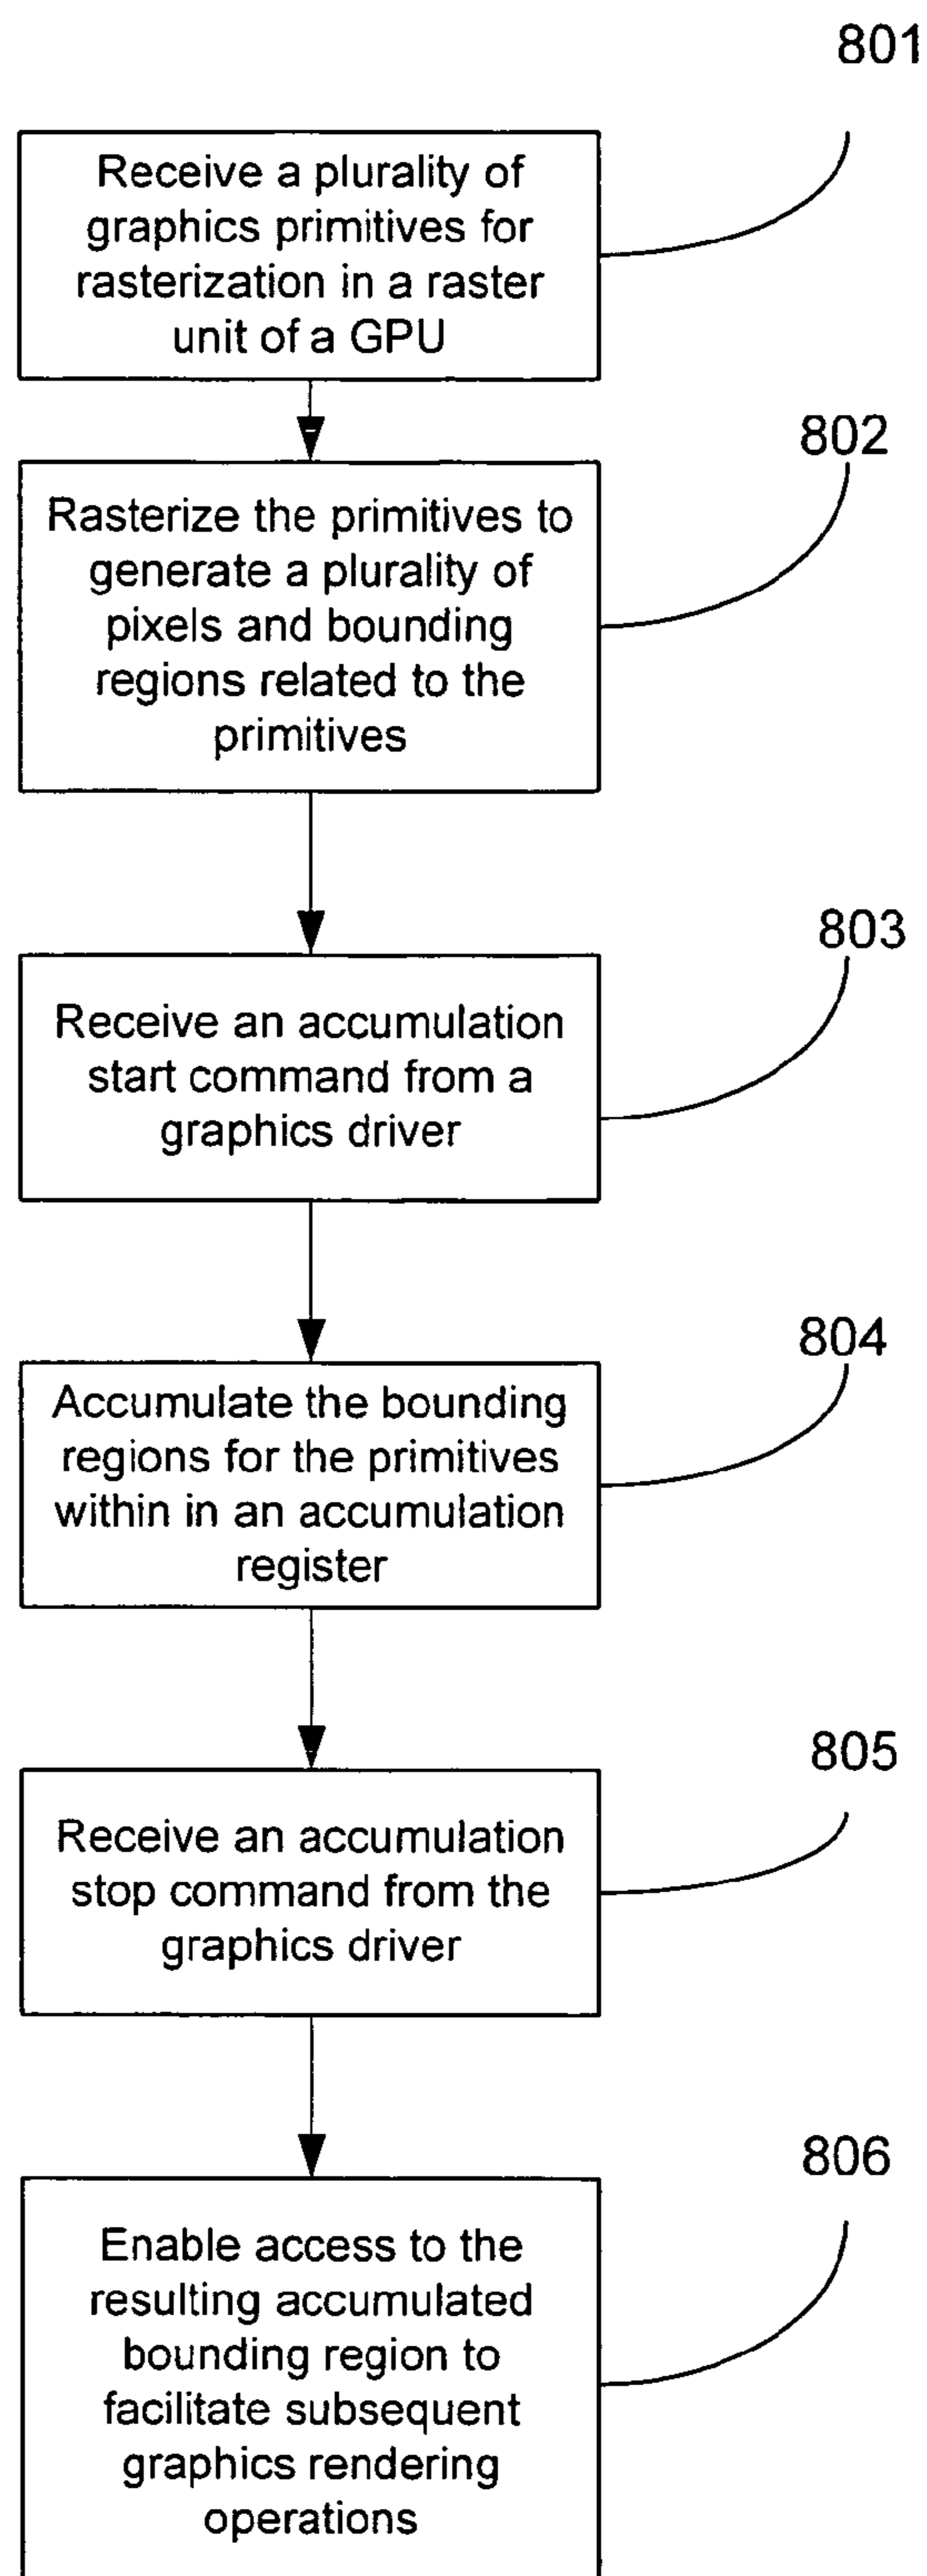 801
Receive a plurality of
graphics primitives for
rasterization in a raster
unit of a GPU
802
Rasterize the primitives to
generate a plurality of
pixels and bounding
regions related to the
primitives
803
Receive an accumulation
start command from a
graphics driver
804
Accumulate the bounding
regions for the primitives
within in an accumulation
register
805
Receive an accumulation
stop command from the
graphics driver
806
Enable access to the
resulting accumulated
bounding region to
facilitate subsequent
graphics rendering
operations